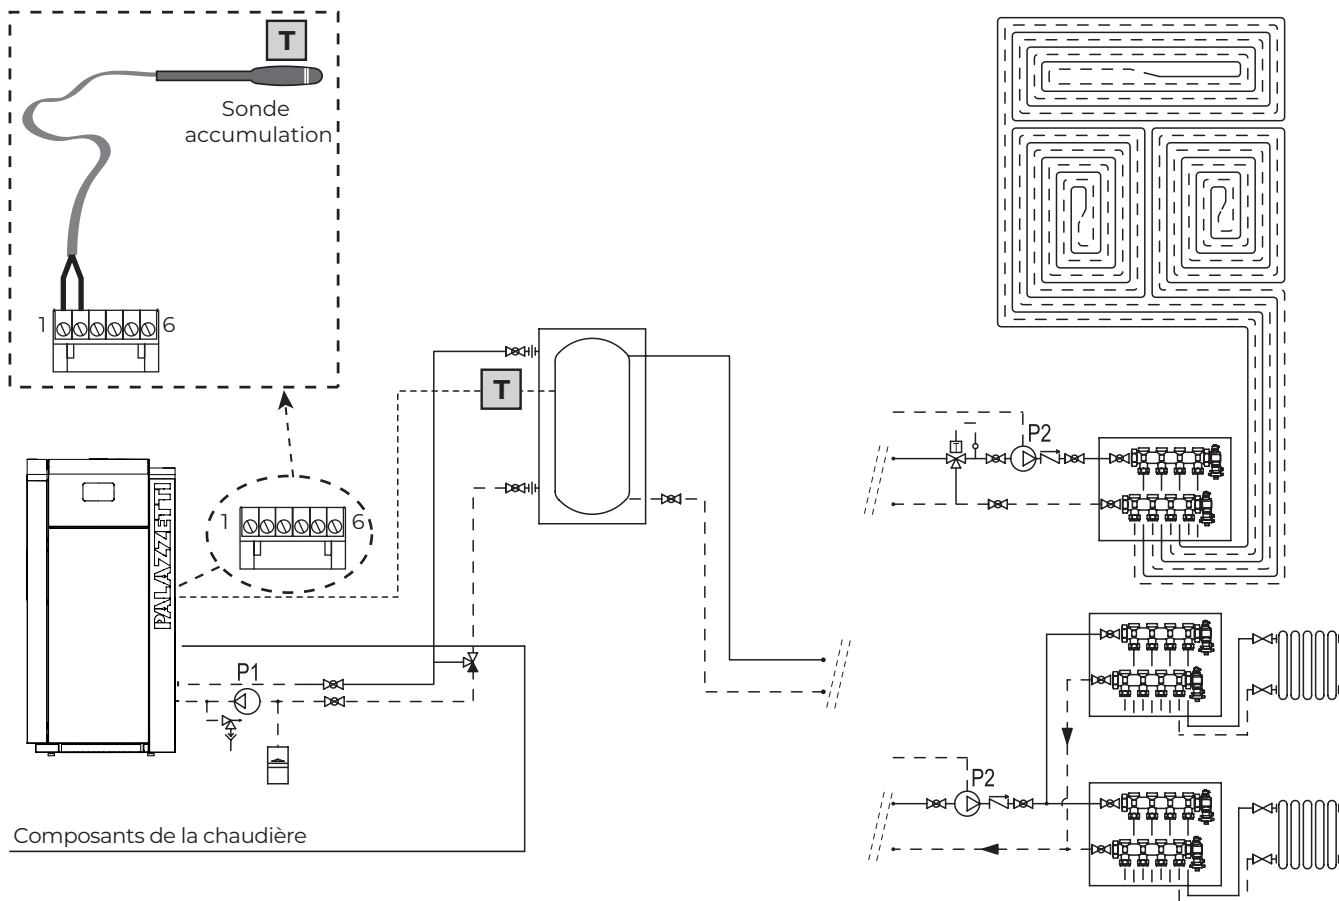 T
Sonde
accumulation
1
6
T
P2
1
6
PALAZZETTI
P1
P2
Composants de la chaudière